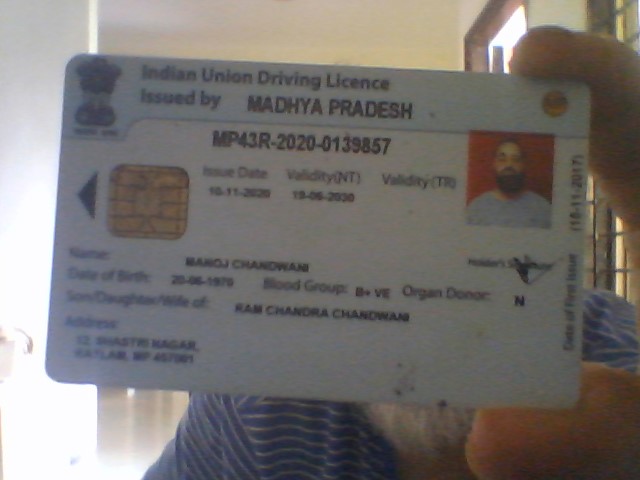 Indian Union Driving Licence
Issued by MADHYA PRADESH
MP43R-2020-0139857
Issue Date Validity(NT) Validity(TR)
10-11-2020 19-06-2030
Name: MANOJ CHANDWANI
Date of Birth: 20-06-1970 Blood Group: B+ VE Organ Donor: N
Son/Daughter/Wife of: RAM CHANDRA CHANDWANI
Address:
12, SHASTRI NAGAR,
RATLAM, MP 457001
Holder's
Date of First Issue (16-11-2017)